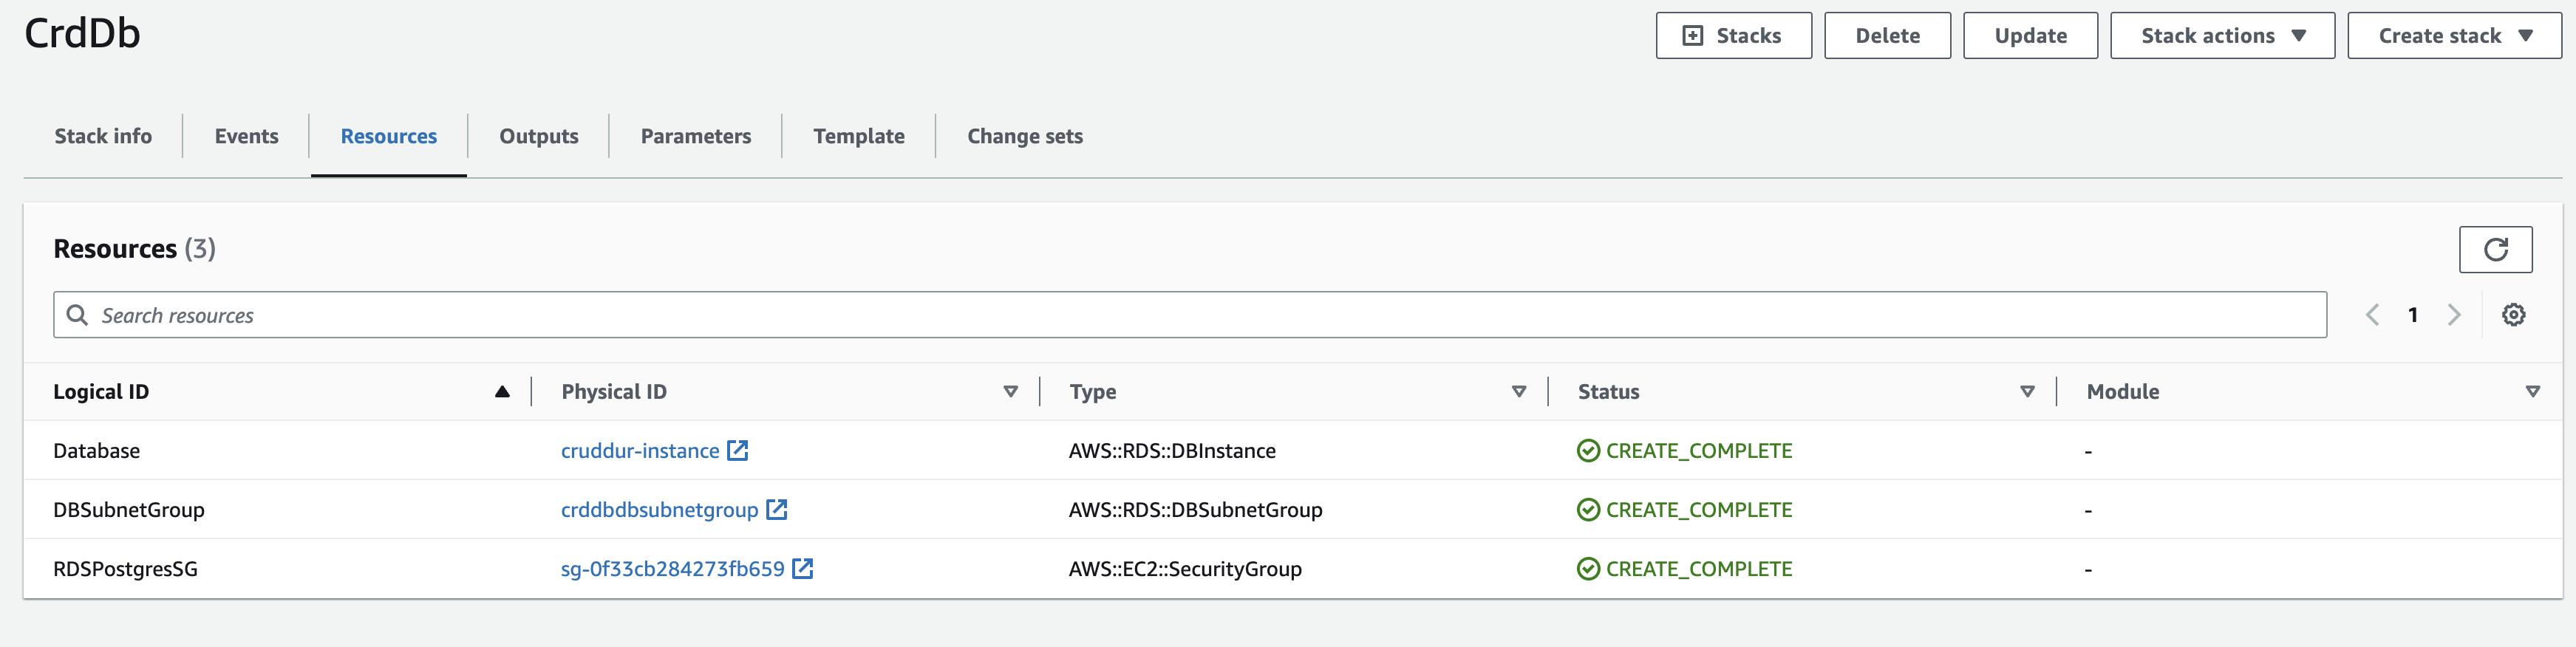 CrdDb
Stacks Delete Update Stack actions Create stack
Stack info Events Resources Outputs Parameters Template Change sets
Resources (3)
Search resources 1
Logical ID Physical ID Type Status Module
Database cruddur-instance AWS::RDS::DBInstance CREATE_COMPLETE -
DBSubnetGroup crddbdbsubnetgroup AWS::RDS::DBSubnetGroup CREATE_COMPLETE -
RDSPostgresSG sg-0f33cb284273fb659 AWS::EC2::SecurityGroup CREATE_COMPLETE -